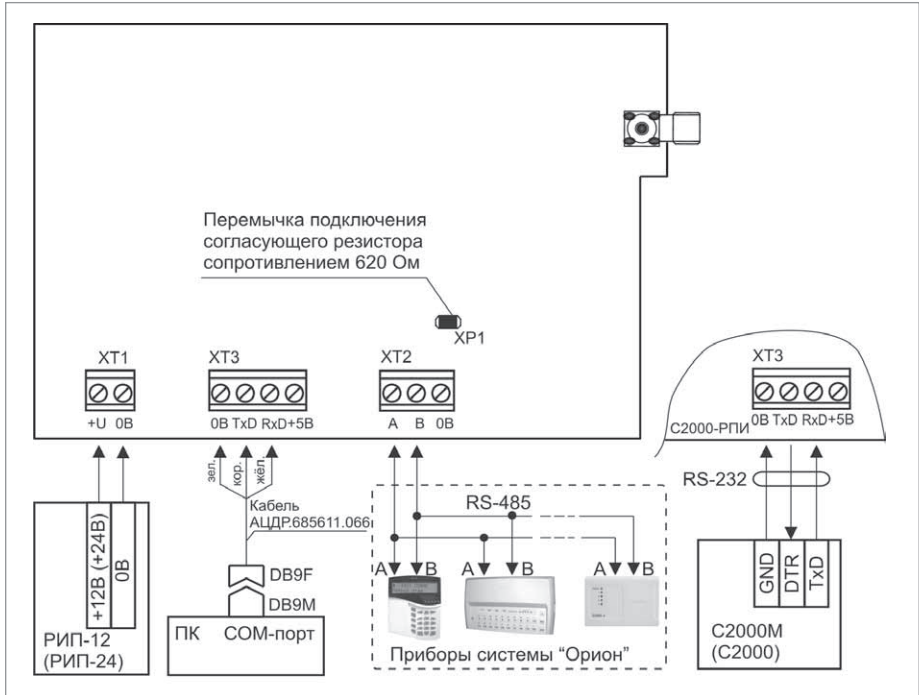 Перемычка подключения
согласующего резистора
сопротивлением 620 Ом
XP1
XT1
+U 0В
XT3
0В TxD RxD+5В
XT2
A B 0В
XT3
0В TxD RxD+5В
С2000-РПИ
зел.
кор.
жёл.
Кабель
АЦДР.685611.066
RS-485
RS-232
A B
A B
A B
+12В (+24В)
0В
РИП-12
(РИП-24)
DB9F
DB9M
ПК COM-порт
Приборы системы “Орион”
GND
DTR
TxD
С2000М
(С2000)